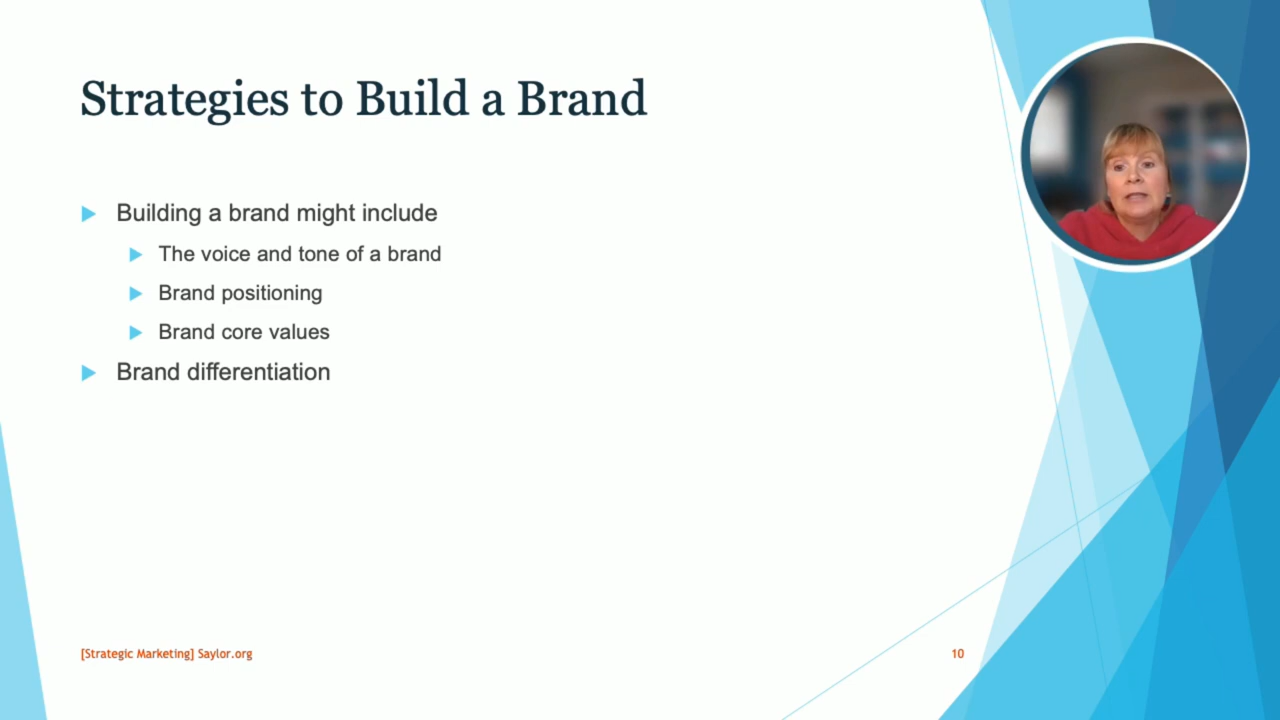 Strategies to Build a Brand
Building a brand might include
The voice and tone of a brand
Brand positioning
Brand core values
Brand differentiation
[Strategic Marketing] Saylor.org
10